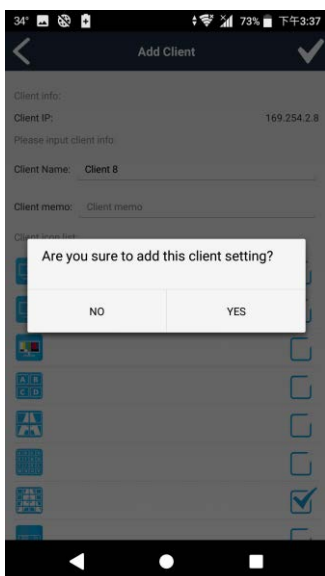 34° 73% 下午3:37
Add Client
Client info:
Client IP: 169.254.2.8
Please input client info:
Client Name: Client 8
Client memo: Client memo
Client icon list:
Are you sure to add this client setting?
NO YES
A B
C D